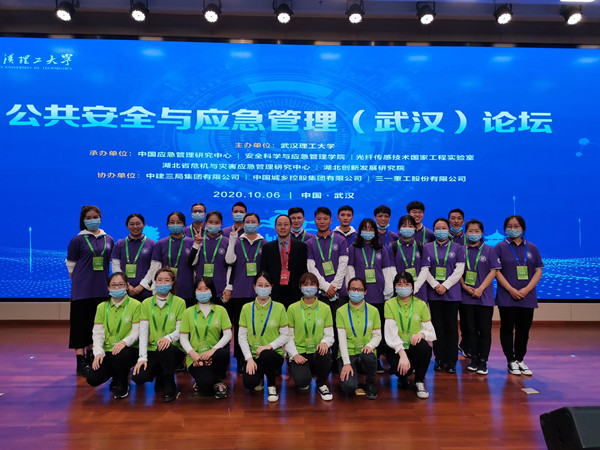 漢理工大学
公共安全与应急管理（武汉）论坛
主办单位： 武汉理工大学
承办单位： 中国应急管理研究中心 | 安全科学与应急管理学院 | 光纤传感技术国家工程实验室
湖北省危机与灾害应急管理研究中心 | 湖北创新发展研究院
协办单位： 中建三局集团有限公司 | 中国城乡控股集团有限公司 | 三一重工股份有限公司
2020.10.06 | 中国·武汉